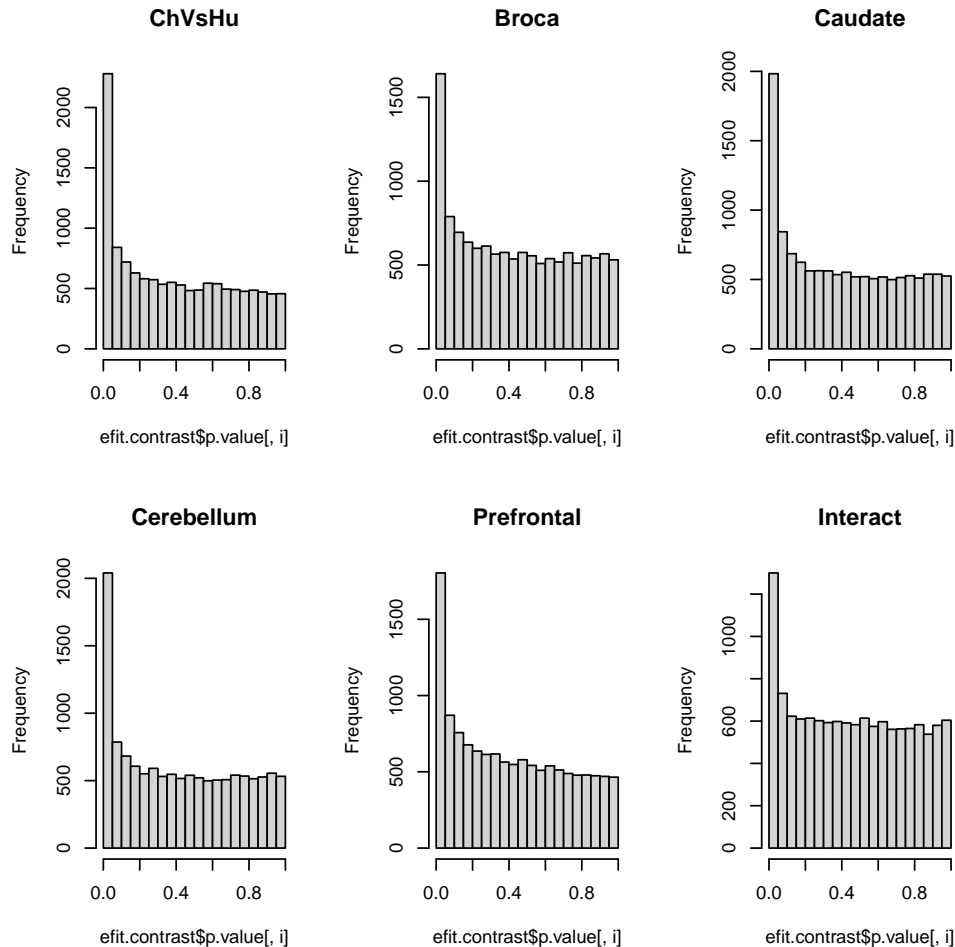 ChVsHu
Frequency
0 500 1000 1500 2000
0.0 0.4 0.8
efit.contrast$p.value[, i]
Broca
Frequency
0 500 1000 1500
0.0 0.4 0.8
efit.contrast$p.value[, i]
Caudate
Frequency
0 500 1000 1500 2000
0.0 0.4 0.8
efit.contrast$p.value[, i]
Cerebellum
Frequency
0 500 1000 1500 2000
0.0 0.4 0.8
efit.contrast$p.value[, i]
Prefrontal
Frequency
0 500 1000 1500
0.0 0.4 0.8
efit.contrast$p.value[, i]
Interact
Frequency
0 200 600 1000
0.0 0.4 0.8
efit.contrast$p.value[, i]